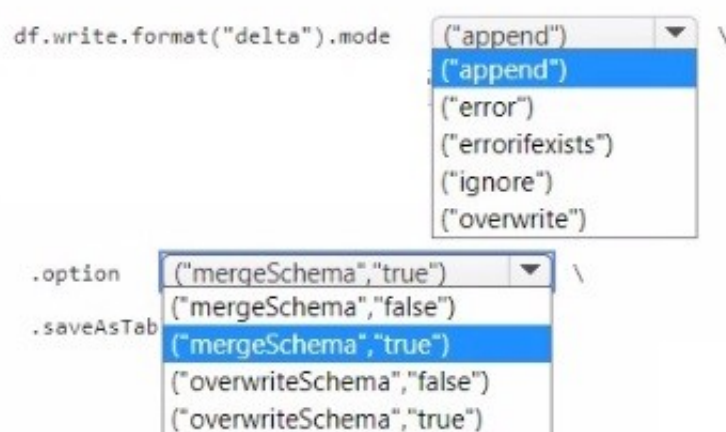 df.write.format("delta").mode ("append") \
("append")
("error")
("errorifexists")
("ignore")
("overwrite")
.option ("mergeSchema","true") \
("mergeSchema","false")
.saveAsTab
("mergeSchema","true")
("overwriteSchema","false")
("overwriteSchema","true")